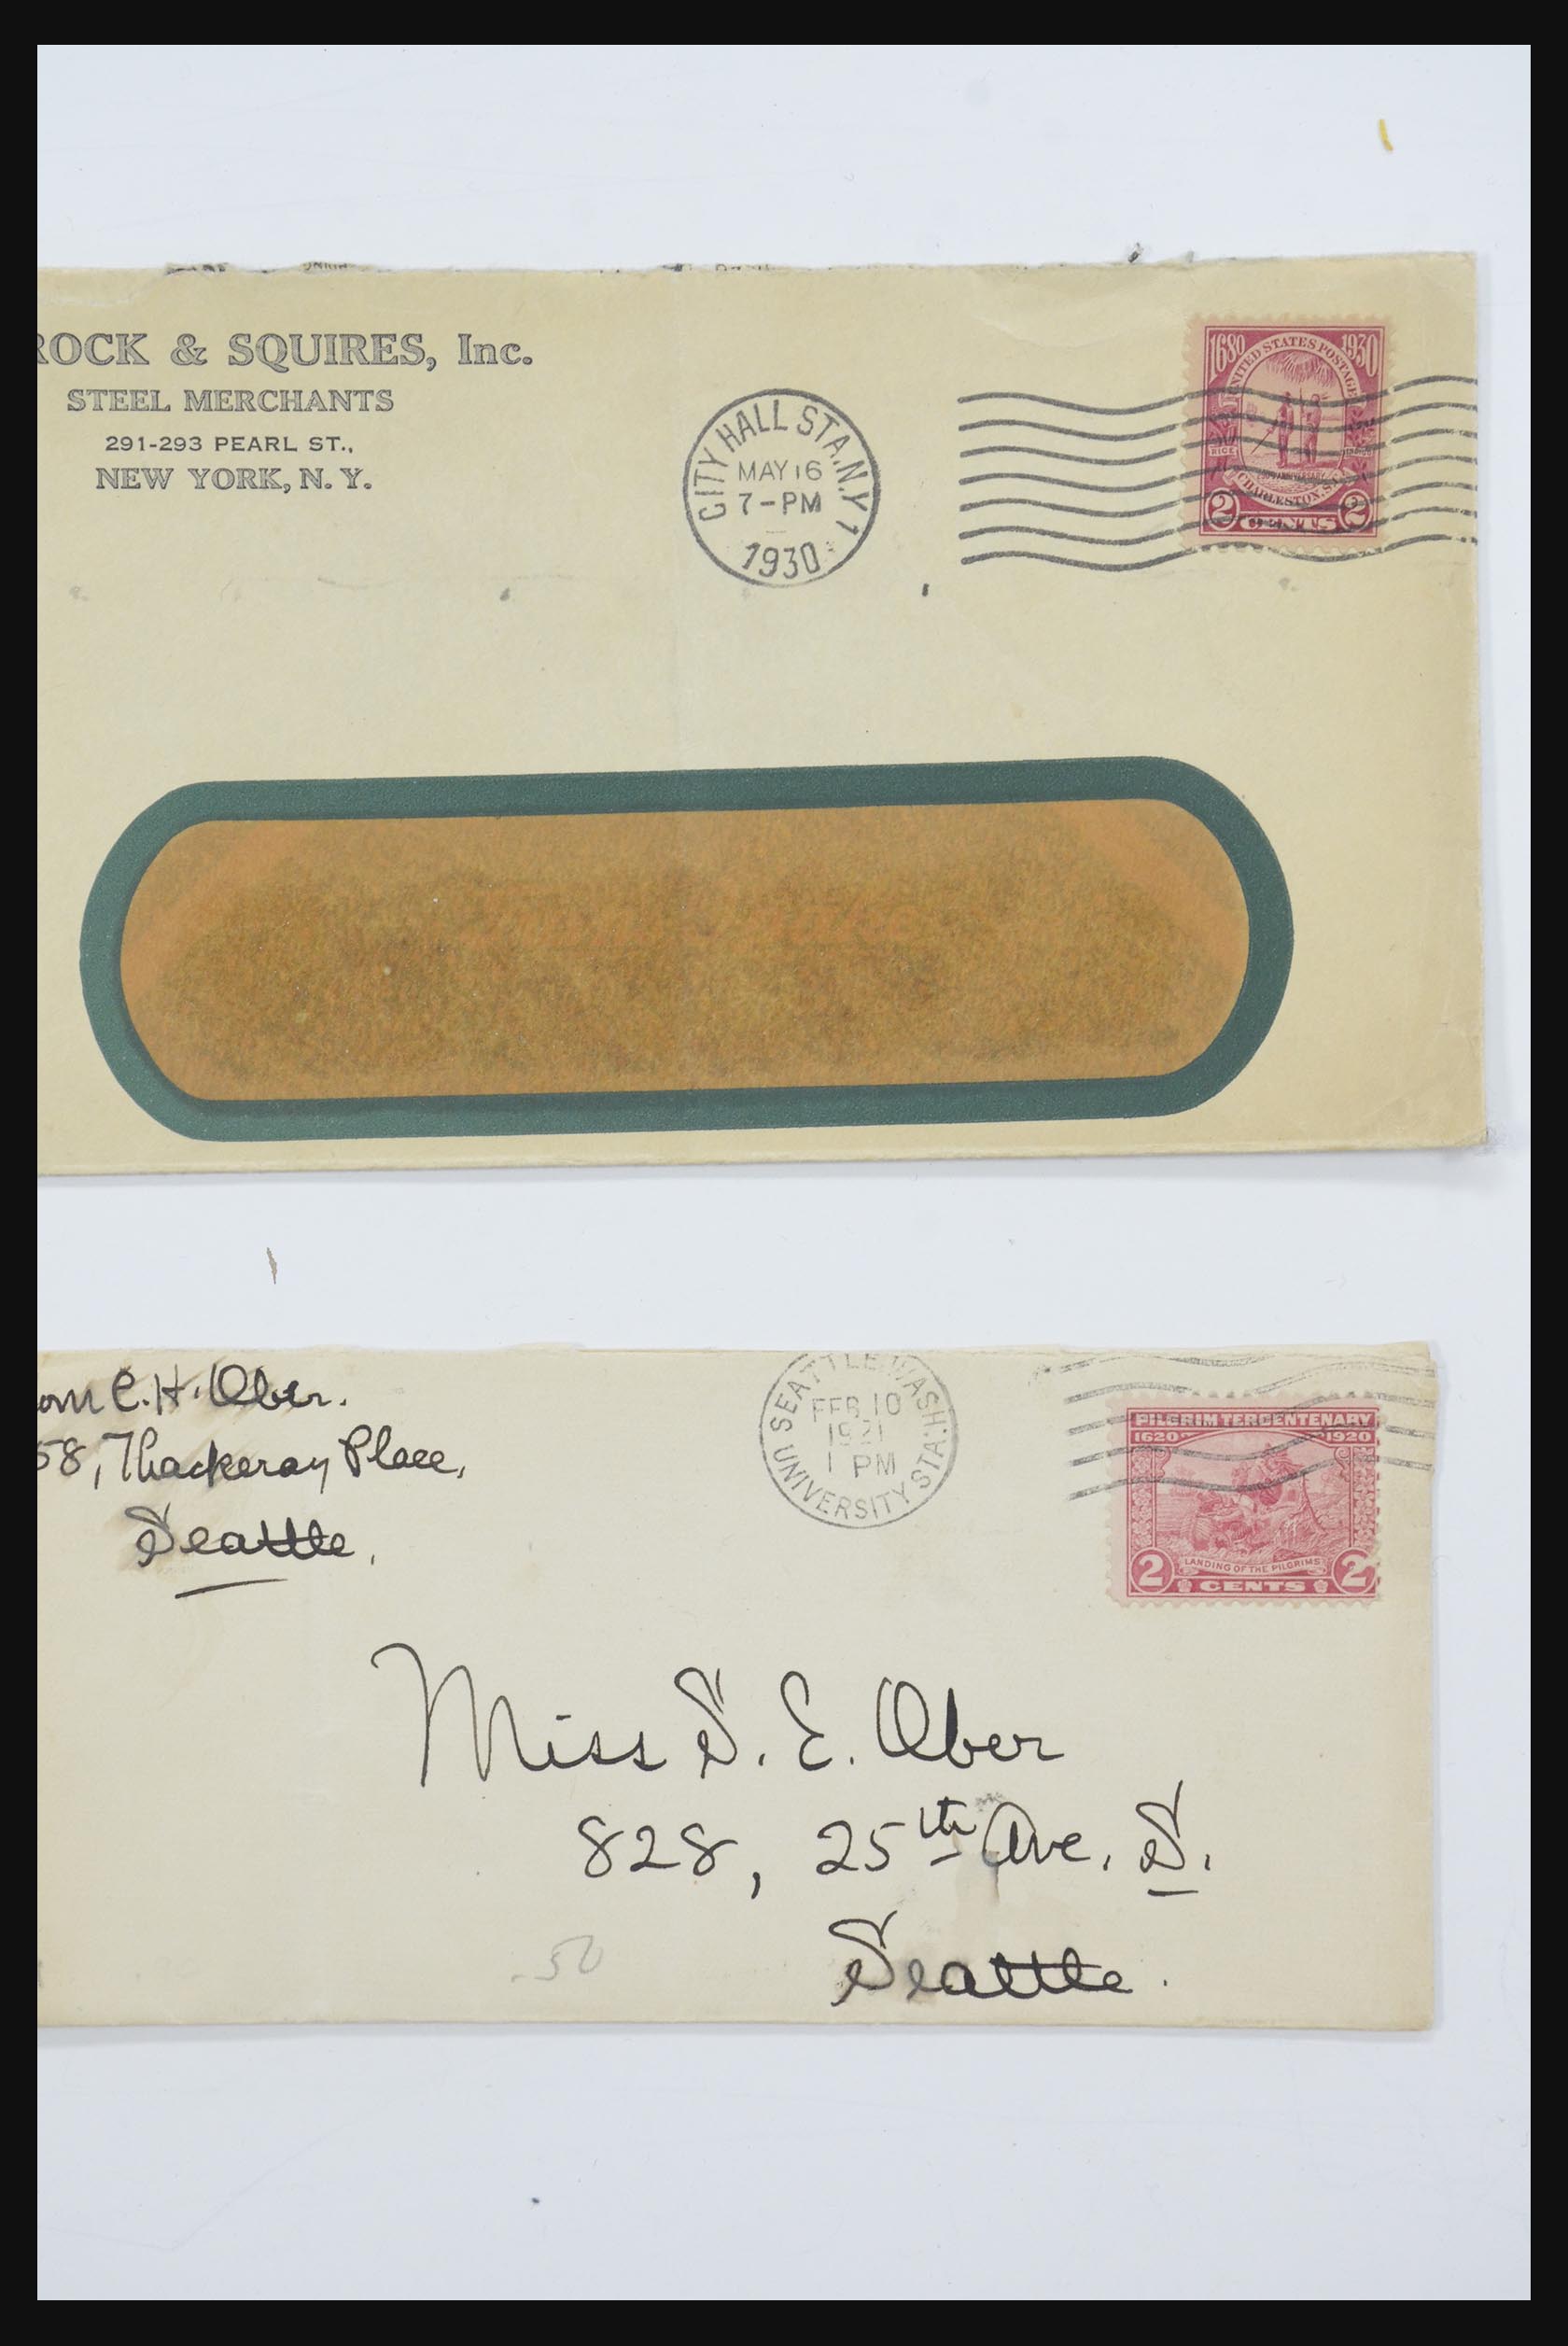 ROCK & SQUIRES, Inc.
STEEL MERCHANTS
291-293 PEARL ST.,
NEW YORK, N. Y.
CITY HALL STA. N.Y 1
MAY 16
7-PM
1930
1680 UNITED STATES POSTAGE 1930
RICE
CHARLESTON, S.C.
2 CENTS 2
C. H. Ober.
58, Thackeray Place,
Seattle.
SEATTLE, WASH.
FEB 10
1921
1 PM
UNIVERSITY STA.
PILGRIM TERCENTENARY
1620 1920
LANDING OF THE PILGRIMS
2 CENTS 2
Miss S. E. Ober
828, 25th Ave. S.
Seattle.
.50